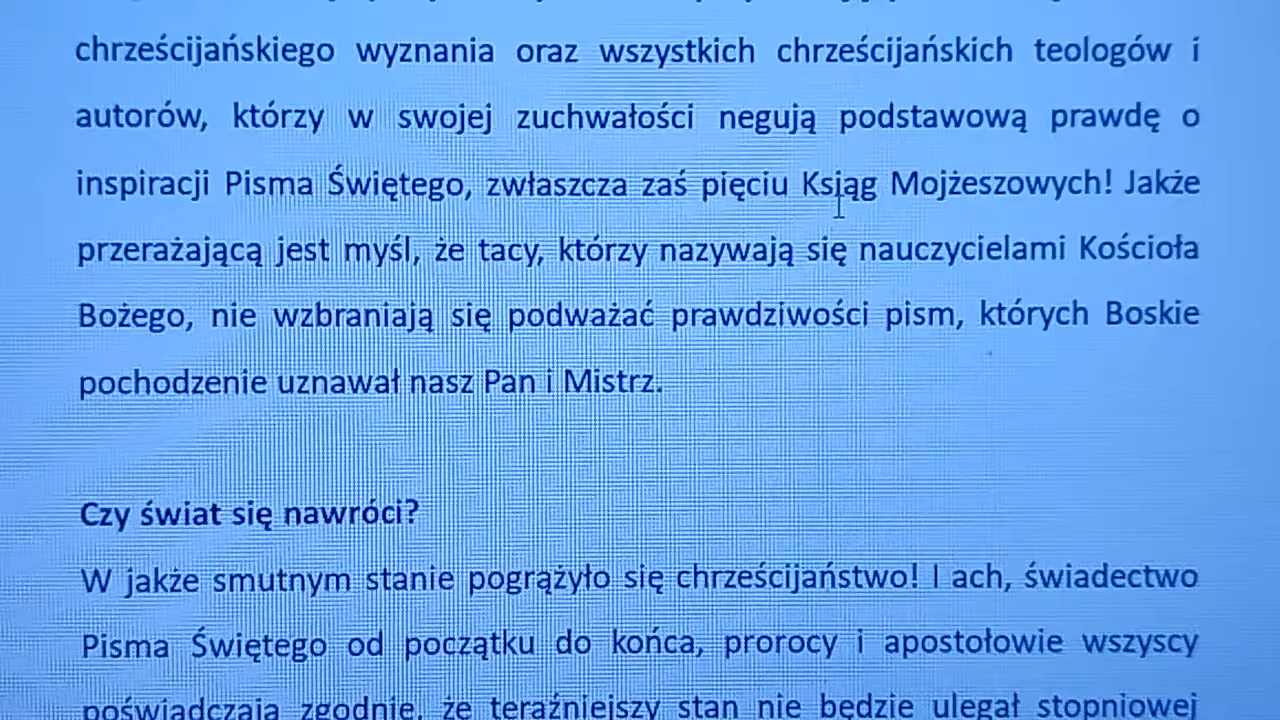 chrześcijańskiego wyznania oraz wszystkich chrześcijańskich teologów i
autorów, którzy w swojej zuchwałości negują podstawową prawdę o
inspiracji Pisma Świętego, zwłaszcza zaś pięciu Ksiąg Mojżeszowych! Jakże
przerażającą jest myśl, że tacy, którzy nazywają się nauczycielami Kościoła
Bożego, nie wzbraniają się podważać prawdziwości pism, których Boskie
pochodzenie uznawał nasz Pan i Mistrz.
Czy świat się nawróci?
W jakże smutnym stanie pogrążyło się chrześcijaństwo! I ach, świadectwo
Pisma Świętego od początku do końca, prorocy i apostołowie wszyscy
poświadczają zgodnie, że teraźniejszy stan nie będzie ulegał stopniowej